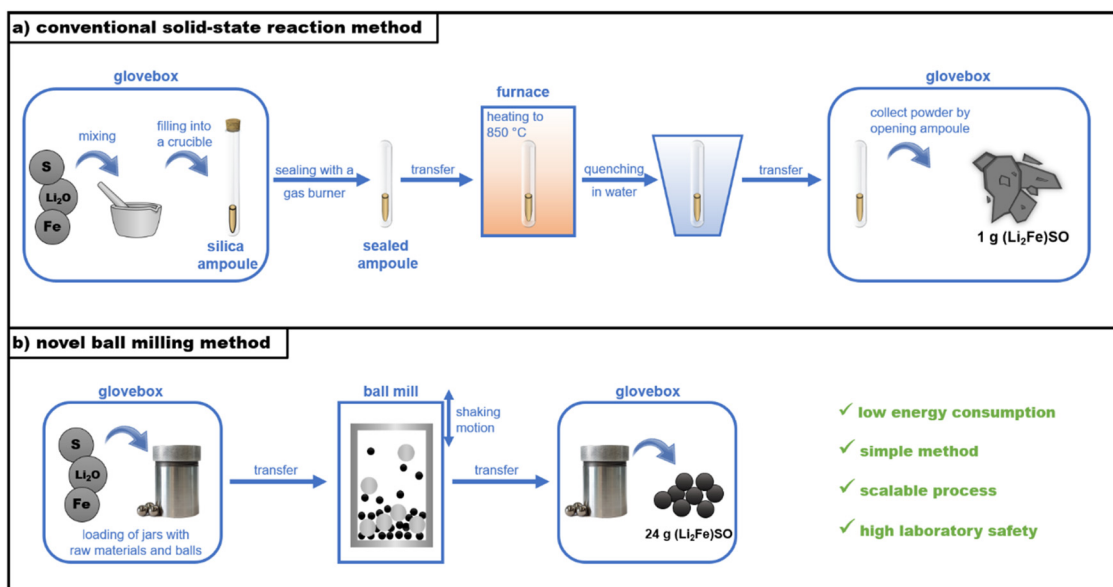 a) conventional solid-state reaction method
glovebox
mixing
filling into
a crucible
S
Li₂O
Fe
silica
ampoule
sealing with a
gas burner
sealed
ampoule
transfer
furnace
heating to
850 °C
quenching
in water
transfer
glovebox
collect powder by
opening ampoule
1 g (Li₂Fe)SO
b) novel ball milling method
glovebox
S
Li₂O
Fe
loading of jars with
raw materials and balls
transfer
ball mill
shaking
motion
transfer
glovebox
24 g (Li₂Fe)SO
✓ low energy consumption
✓ simple method
✓ scalable process
✓ high laboratory safety